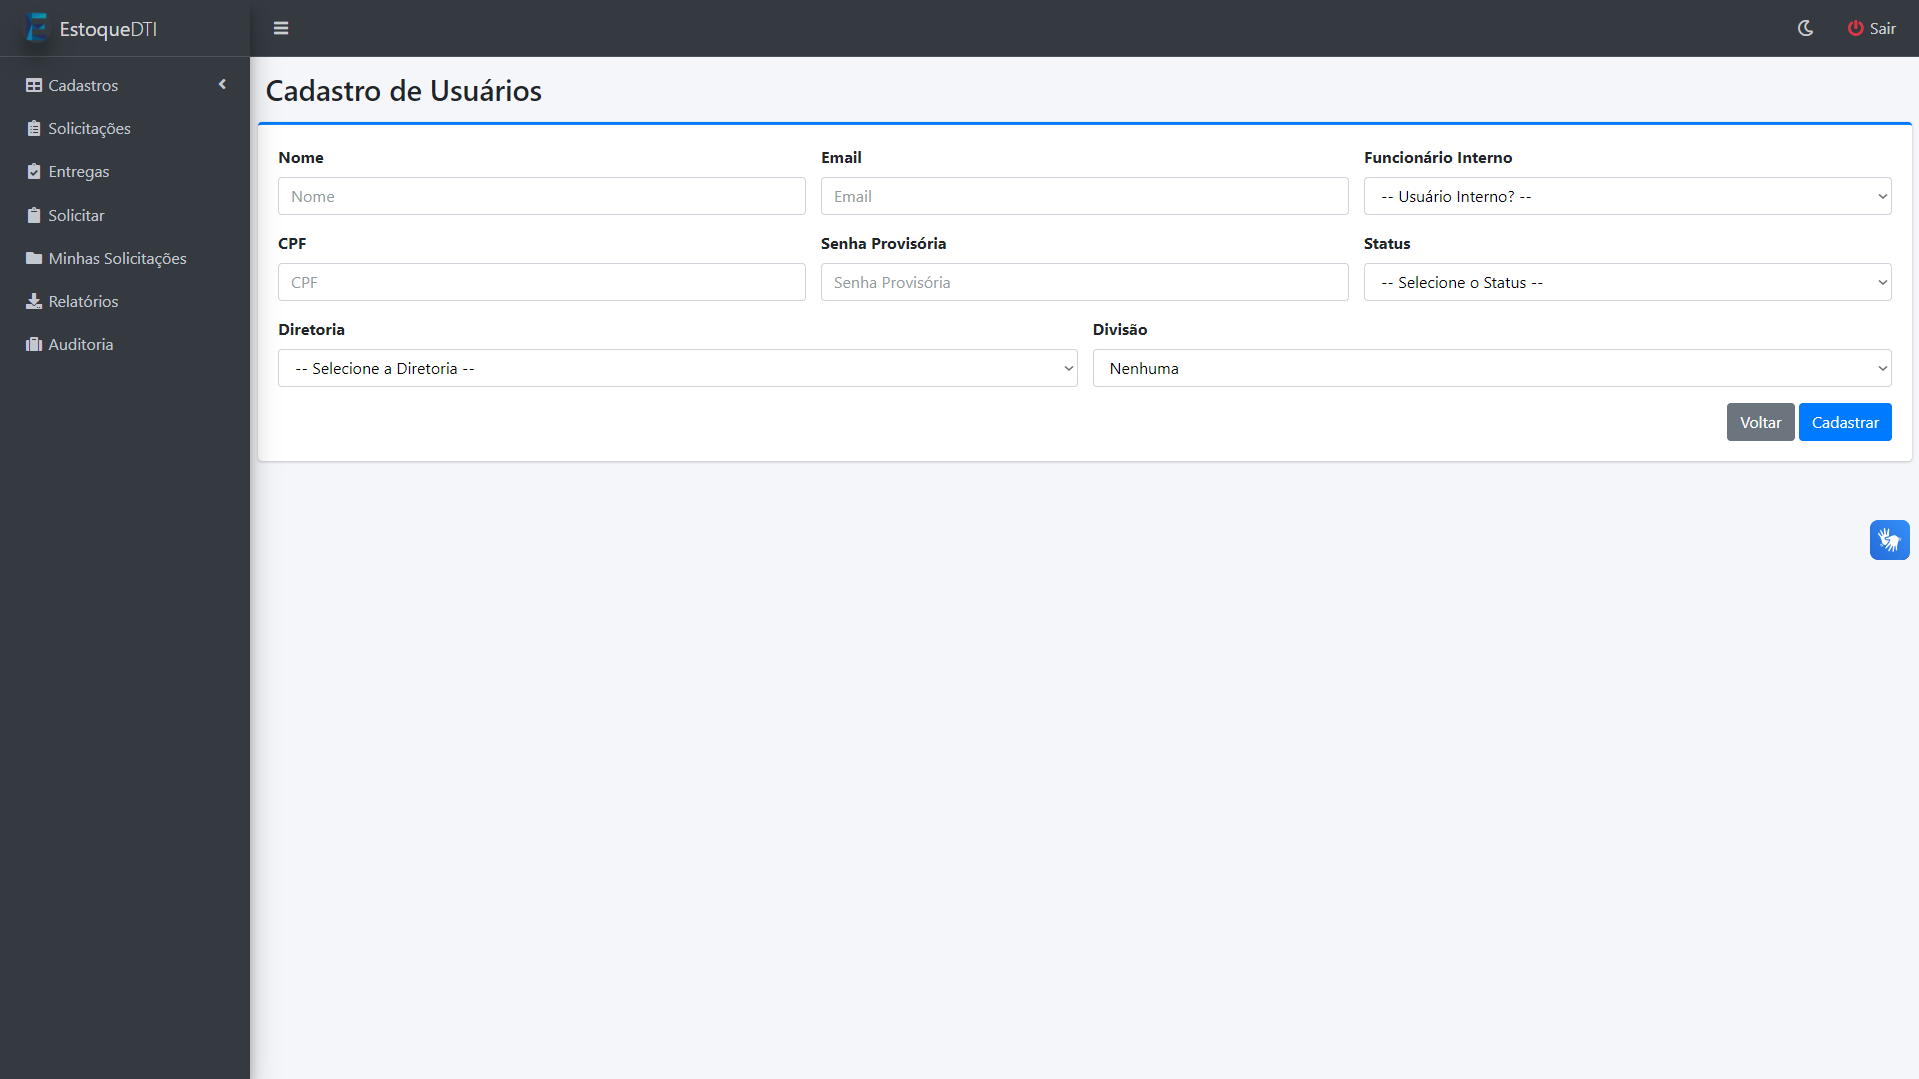 EstoqueDTI
Sair
Cadastros
Solicitações
Entregas
Solicitar
Minhas Solicitações
Relatórios
Auditoria
Cadastro de Usuários
Nome
Email
Funcionário Interno
Nome
Email
-- Usuário Interno? --
CPF
Senha Provisória
Status
CPF
Senha Provisória
-- Selecione o Status --
Diretoria
Divisão
-- Selecione a Diretoria --
Nenhuma
Voltar
Cadastrar